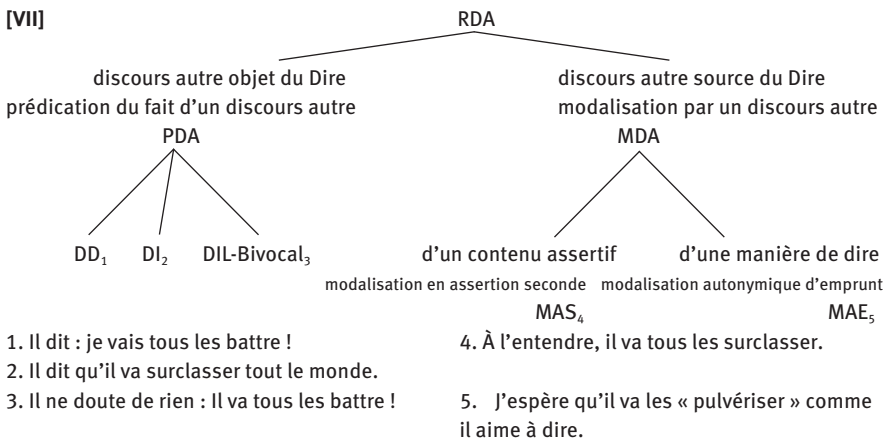 [VII] RDA
discours autre objet du Dire discours autre source du Dire
prédication du fait d'un discours autre modalisation par un discours autre
PDA MDA
DD₁ DI₂ DIL-Bivocal₃ d'un contenu assertif d'une manière de dire
modalisation en assertion seconde modalisation autonymique d'emprunt
MAS₄ MAE₅
1. Il dit : je vais tous les battre ! 4. À l'entendre, il va tous les surclasser.
2. Il dit qu'il va surclasser tout le monde.
3. Il ne doute de rien : Il va tous les battre ! 5. J'espère qu'il va les « pulvériser » comme
il aime à dire.